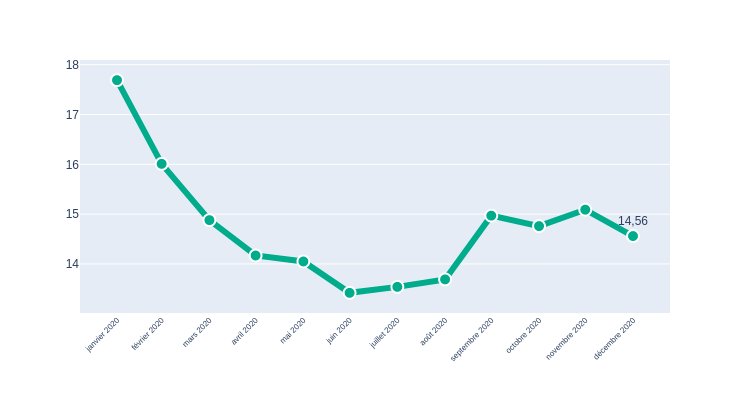 18
17
16
15
14
14,56
janvier 2020
février 2020
mars 2020
avril 2020
mai 2020
juin 2020
juillet 2020
août 2020
septembre 2020
octobre 2020
novembre 2020
décembre 2020